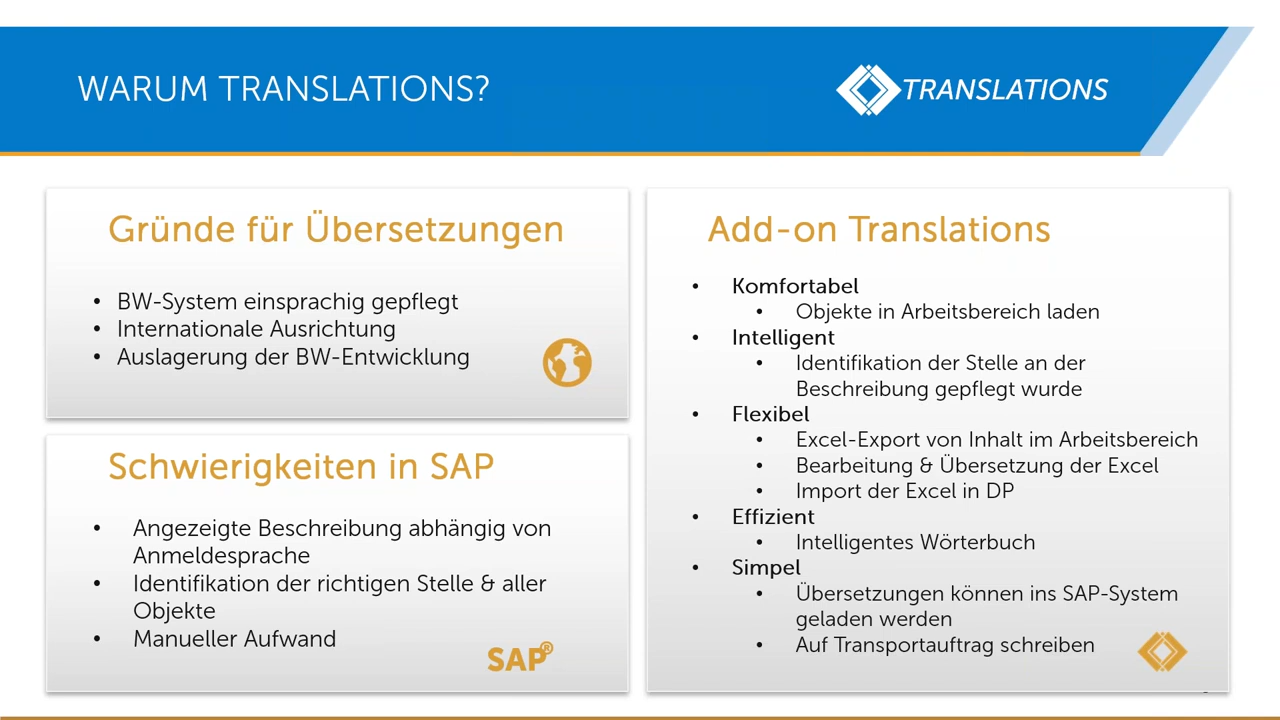 WARUM TRANSLATIONS?
TRANSLATIONS
Gründe für Übersetzungen
• BW-System einsprachig gepflegt
• Internationale Ausrichtung
• Auslagerung der BW-Entwicklung
Schwierigkeiten in SAP
• Angezeigte Beschreibung abhängig von
Anmeldesprache
• Identifikation der richtigen Stelle & aller
Objekte
• Manueller Aufwand
SAP®
Add-on Translations
• Komfortabel
• Objekte in Arbeitsbereich laden
• Intelligent
• Identifikation der Stelle an der
Beschreibung gepflegt wurde
• Flexibel
• Excel-Export von Inhalt im Arbeitsbereich
• Bearbeitung & Übersetzung der Excel
• Import der Excel in DP
• Effizient
• Intelligentes Wörterbuch
• Simpel
• Übersetzungen können ins SAP-System
geladen werden
• Auf Transportauftrag schreiben